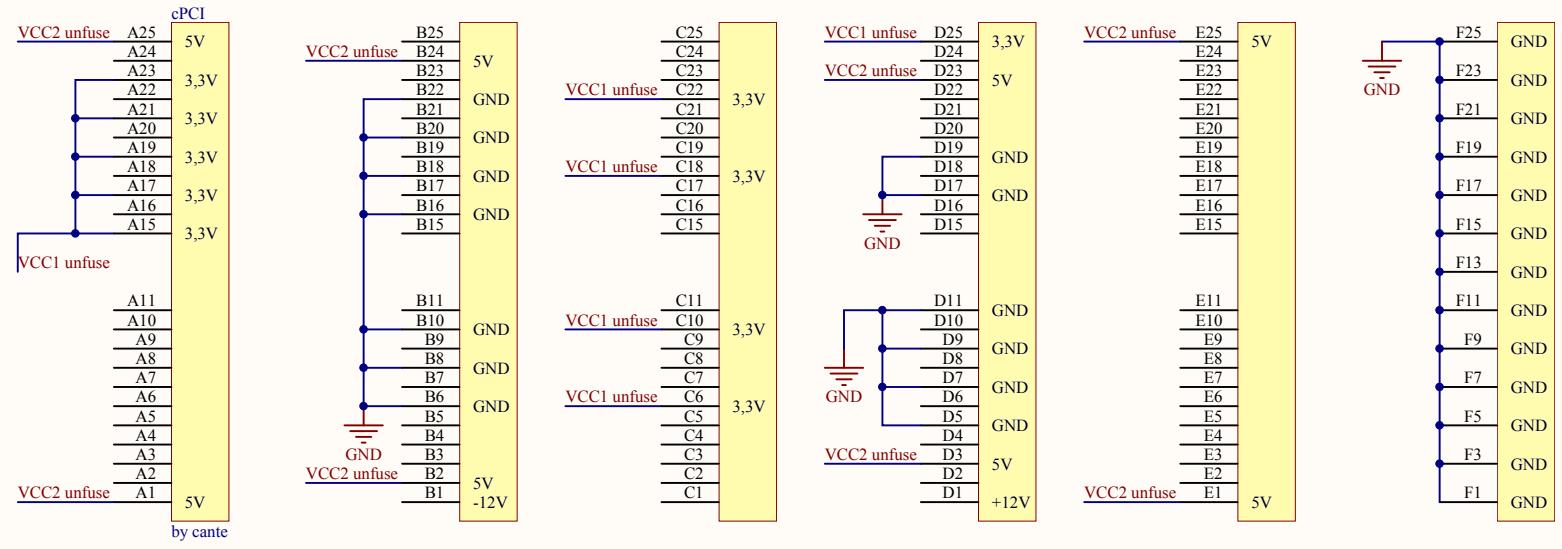 cPCI
VCC2 unfuse A25 5V
A24
A23 3,3V
A22
A21 3,3V
A20
A19 3,3V
A18
A17 3,3V
A16
A15 3,3V
VCC1 unfuse
A11
A10
A9
A8
A7
A6
A5
A4
A3
A2
VCC2 unfuse A1 5V
by cante
B25
VCC2 unfuse B24 5V
B23
B22 GND
B21
B20 GND
B19
B18 GND
B17
B16 GND
B15
B11
B10 GND
B9
B8 GND
B7
B6 GND
B5
B4
GND B3
VCC2 unfuse B2 5V
B1 -12V
C25
C24
C23
VCC1 unfuse C22 3,3V
C21
C20
C19
VCC1 unfuse C18 3,3V
C17
C16
C15
C11
VCC1 unfuse C10 3,3V
C9
C8
C7
VCC1 unfuse C6 3,3V
C5
C4
C3
C2
C1
VCC1 unfuse D25 3,3V
D24
VCC2 unfuse D23 5V
D22
D21
D20
D19 GND
D18
D17 GND
D16
D15
GND
D11 GND
D10
D9 GND
D8
D7 GND
GND D6
D5 GND
D4
VCC2 unfuse D3 5V
D2
D1 +12V
VCC2 unfuse E25 5V
E24
E23
E22
E21
E20
E19
E18
E17
E16
E15
E11
E10
E9
E8
E7
E6
E5
E4
E3
E2
VCC2 unfuse E1 5V
F25 GND
F23 GND
GND
F21 GND
F19 GND
F17 GND
F15 GND
F13 GND
F11 GND
F9 GND
F7 GND
F5 GND
F3 GND
F1 GND